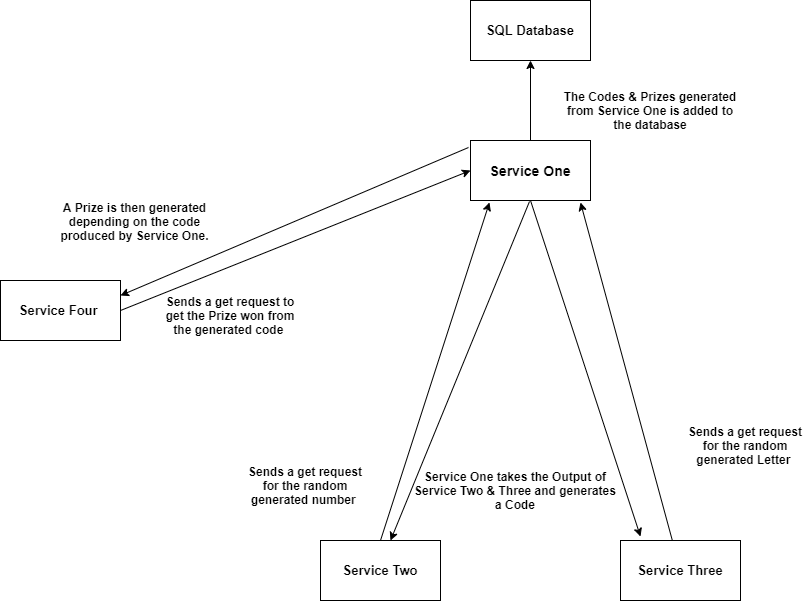 SQL Database
The Codes & Prizes generated
from Service One is added to
the database
Service One
A Prize is then generated
depending on the code
produced by Service One.
Service Four
Sends a get request to
get the Prize won from
the generated code
Sends a get request
for the random
generated Letter
Sends a get request
for the random
generated number
Service One takes the Output of
Service Two & Three and generates
a Code
Service Two
Service Three